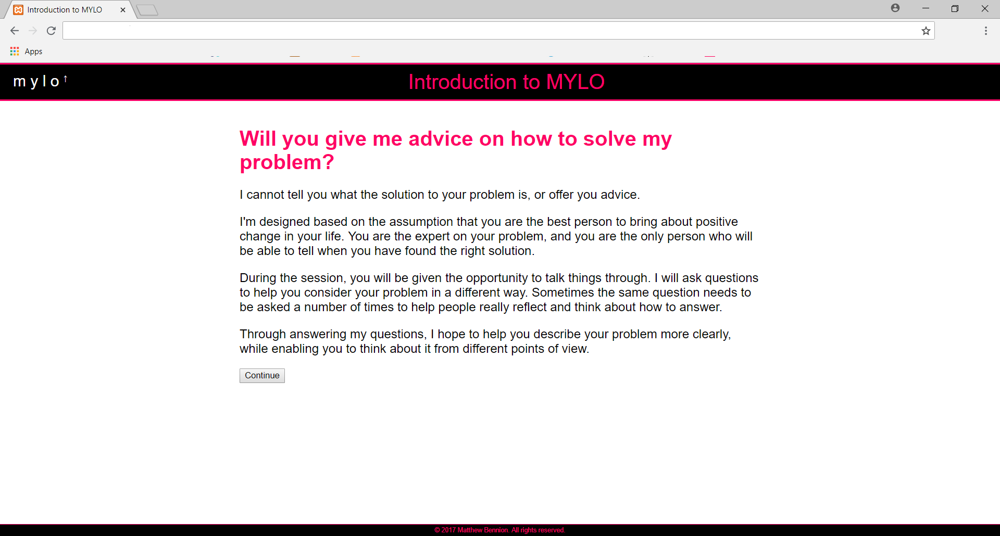 Introduction to MYLO
Apps
mylo↑
Introduction to MYLO
Will you give me advice on how to solve my
problem?
I cannot tell you what the solution to your problem is, or offer you advice.
I'm designed based on the assumption that you are the best person to bring about positive
change in your life. You are the expert on your problem, and you are the only person who will
be able to tell when you have found the right solution.
During the session, you will be given the opportunity to talk things through. I will ask questions
to help you consider your problem in a different way. Sometimes the same question needs to
be asked a number of times to help people really reflect and think about how to answer.
Through answering my questions, I hope to help you describe your problem more clearly,
while enabling you to think about it from different points of view.
Continue
© 2017 Matthew Bennion. All rights reserved.